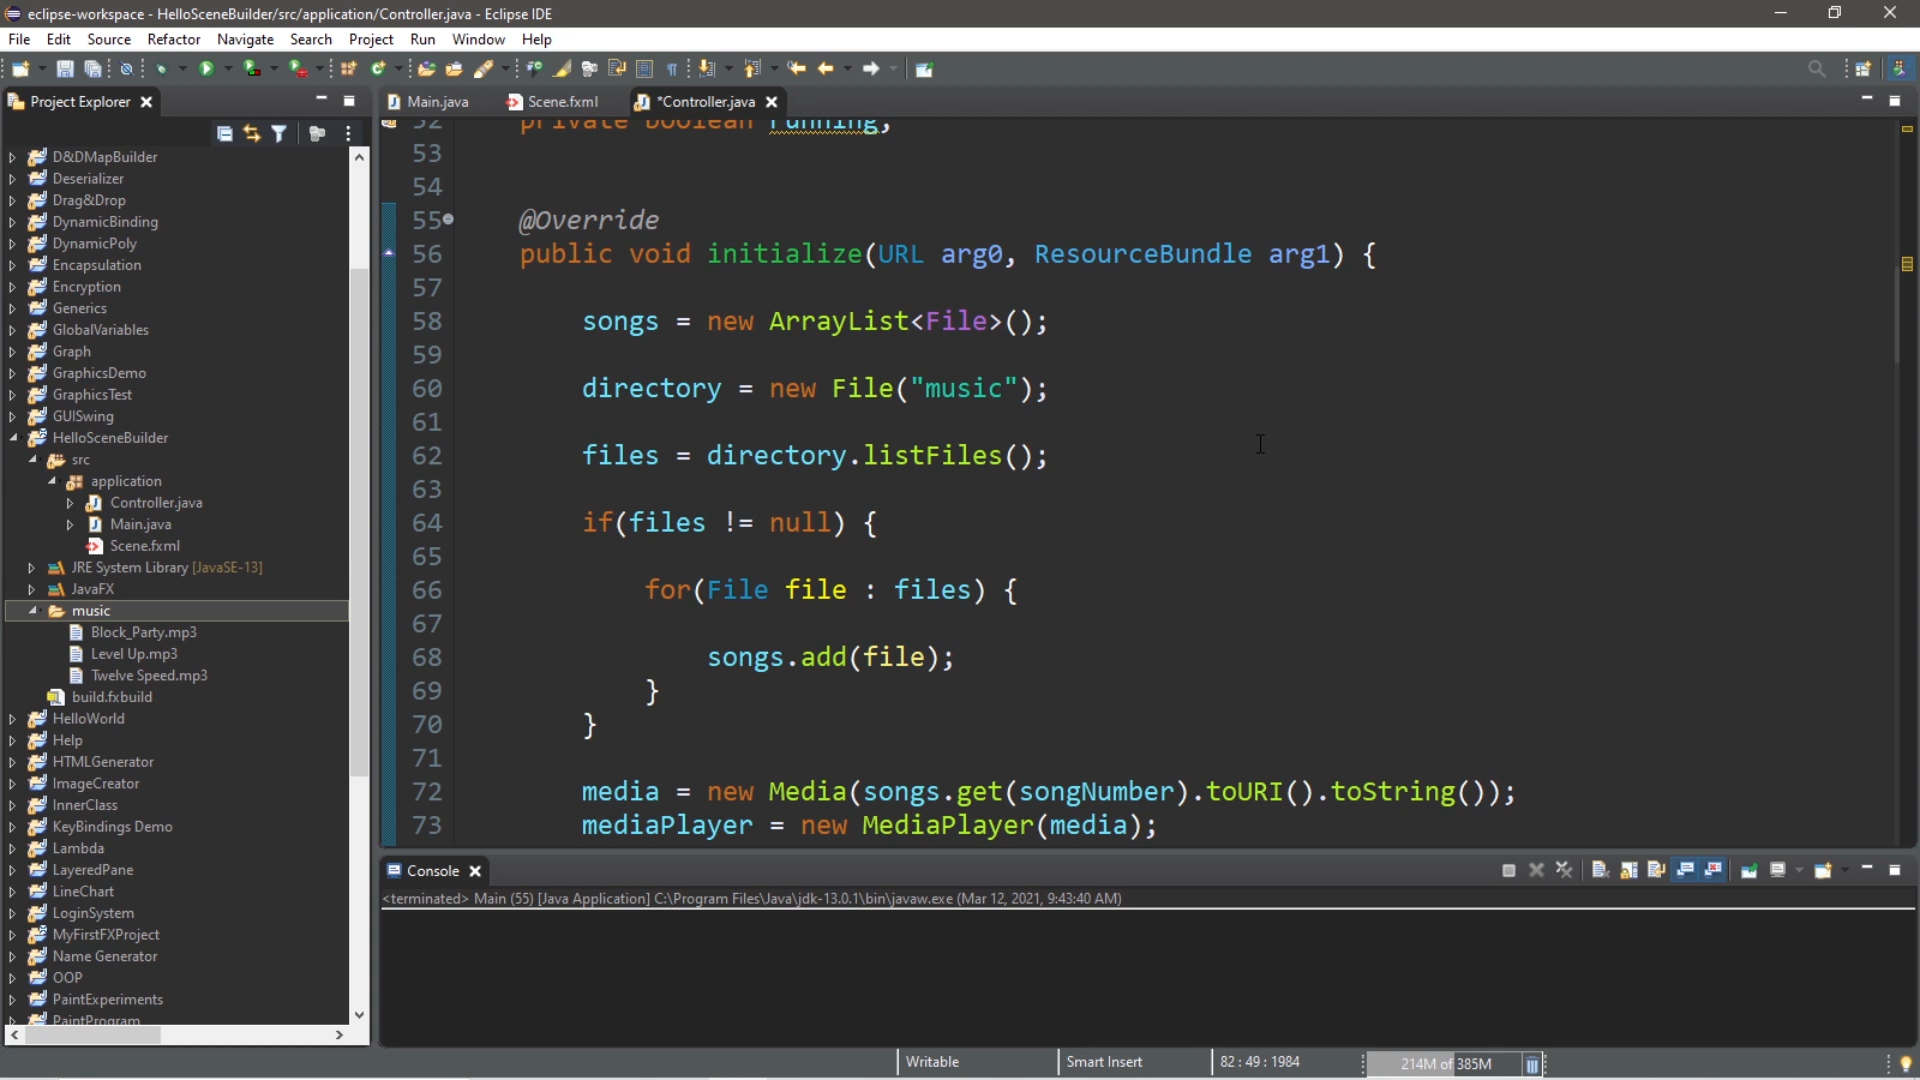 eclipse-workspace - HelloSceneBuilder/src/application/Controller.java - Eclipse IDE
File Edit Source Refactor Navigate Search Project Run Window Help
Project Explorer
Main.java Scene.fxml *Controller.java
D&DMapBuilder
Deserializer
Drag&Drop
DynamicBinding
DynamicPoly
Encapsulation
Encryption
Generics
GlobalVariables
Graph
GraphicsDemo
GraphicsTest
GUISwing
HelloSceneBuilder
src
application
Controller.java
Main.java
Scene.fxml
JRE System Library [JavaSE-13]
JavaFX
music
Block_Party.mp3
Level Up.mp3
Twelve Speed.mp3
build.fxbuild
HelloWorld
Help
HTMLGenerator
ImageCreator
InnerClass
KeyBindings Demo
Lambda
LayeredPane
LineChart
LoginSystem
MyFirstFXProject
Name Generator
OOP
PaintExperiments
PaintProgram
52 private boolean running;
53
54
55 @Override
56 public void initialize(URL arg0, ResourceBundle arg1) {
57
58 songs = new ArrayList<File>();
59
60 directory = new File("music");
61
62 files = directory.listFiles();
63
64 if(files != null) {
65
66 for(File file : files) {
67
68 songs.add(file);
69 }
70 }
71
72 media = new Media(songs.get(songNumber).toURI().toString());
73 mediaPlayer = new MediaPlayer(media);
Console
<terminated> Main (55) [Java Application] C:\Program Files\Java\jdk-13.0.1\bin\javaw.exe (Mar 12, 2021, 9:43:40 AM)
Writable Smart Insert 82 : 49 : 1984 214M of 385M